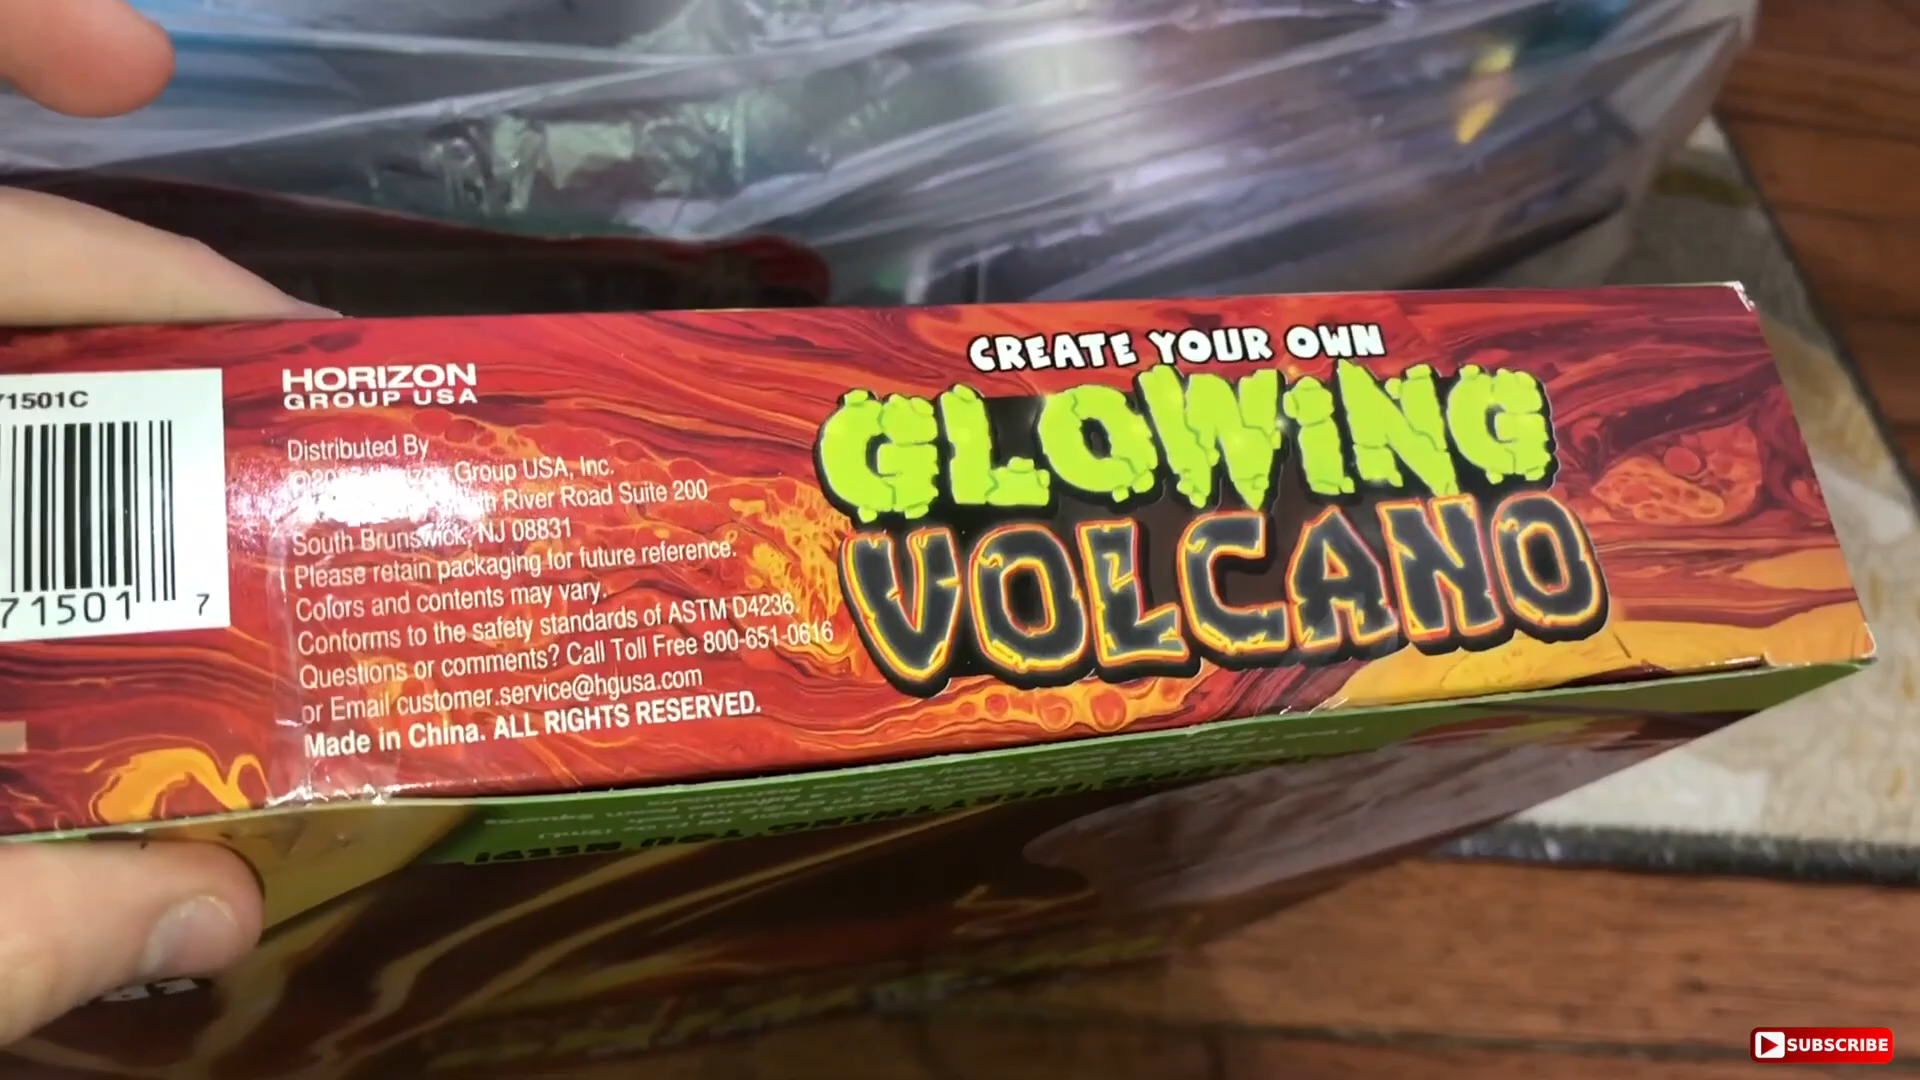 71501C
71501 7
HORIZON
GROUP USA
Distributed By
Group USA, Inc.
River Road Suite 200
South Brunswick, NJ 08831
Please retain packaging for future reference.
Colors and contents may vary.
Conforms to the safety standards of ASTM D4236.
Questions or comments? Call Toll Free 800-651-0616
or Email customer.service@hgusa.com
Made in China. ALL RIGHTS RESERVED.
CREATE YOUR OWN
GLOWING
VOLCANO
EVERYTHING YOU NEED!
SUBSCRIBE